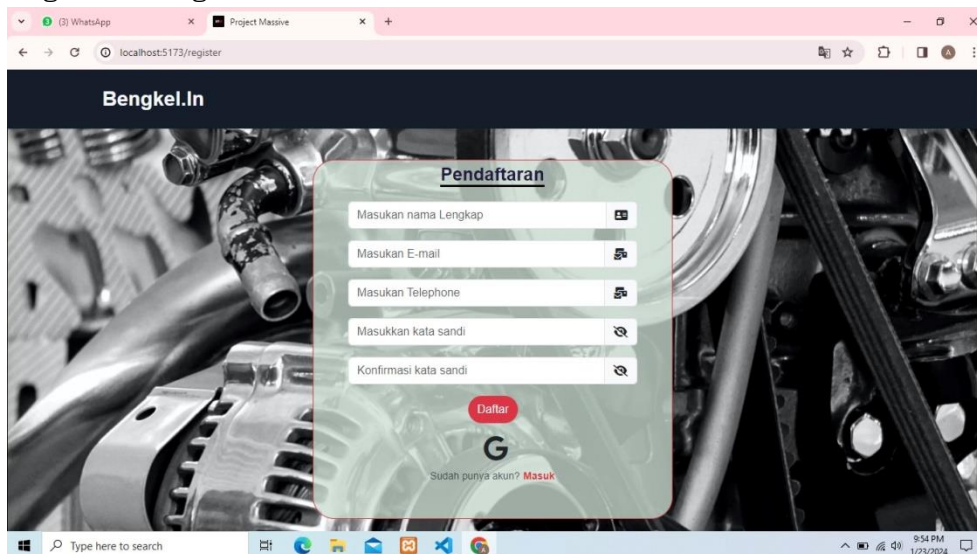 (3) WhatsApp
Project Massive
localhost:5173/register
Bengkel.In
Pendaftaran
Masukan nama Lengkap
Masukan E-mail
Masukan Telephone
Masukkan kata sandi
Konfirmasi kata sandi
Daftar
G
Sudah punya akun? Masuk
Type here to search
9:54 PM
1/23/2024